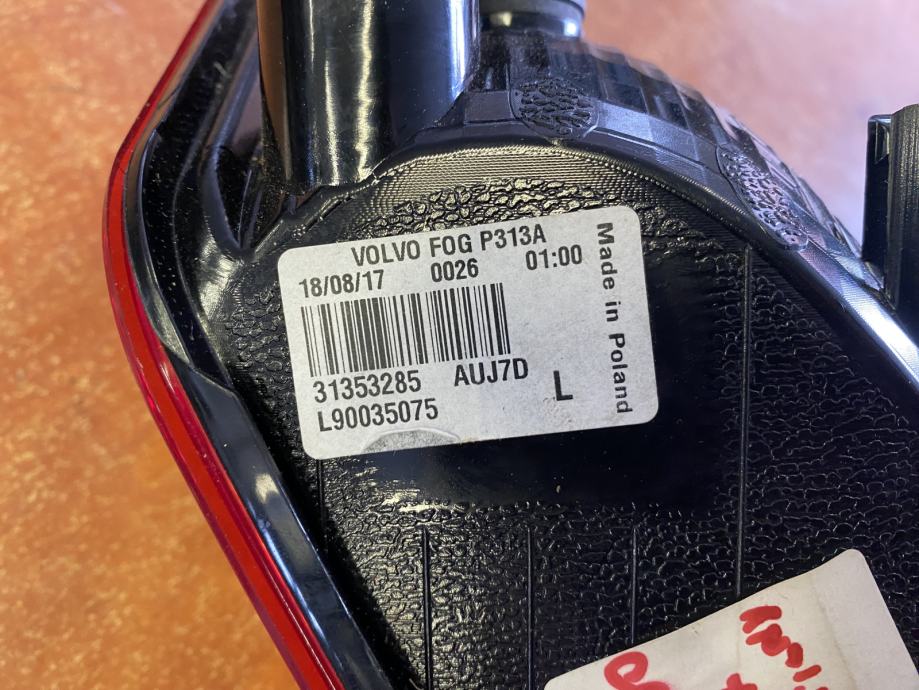 VOLVO FOG P313A
18/08/17 0026 01:00
31353285 AUJ7D
L90035075
L
Made in Poland